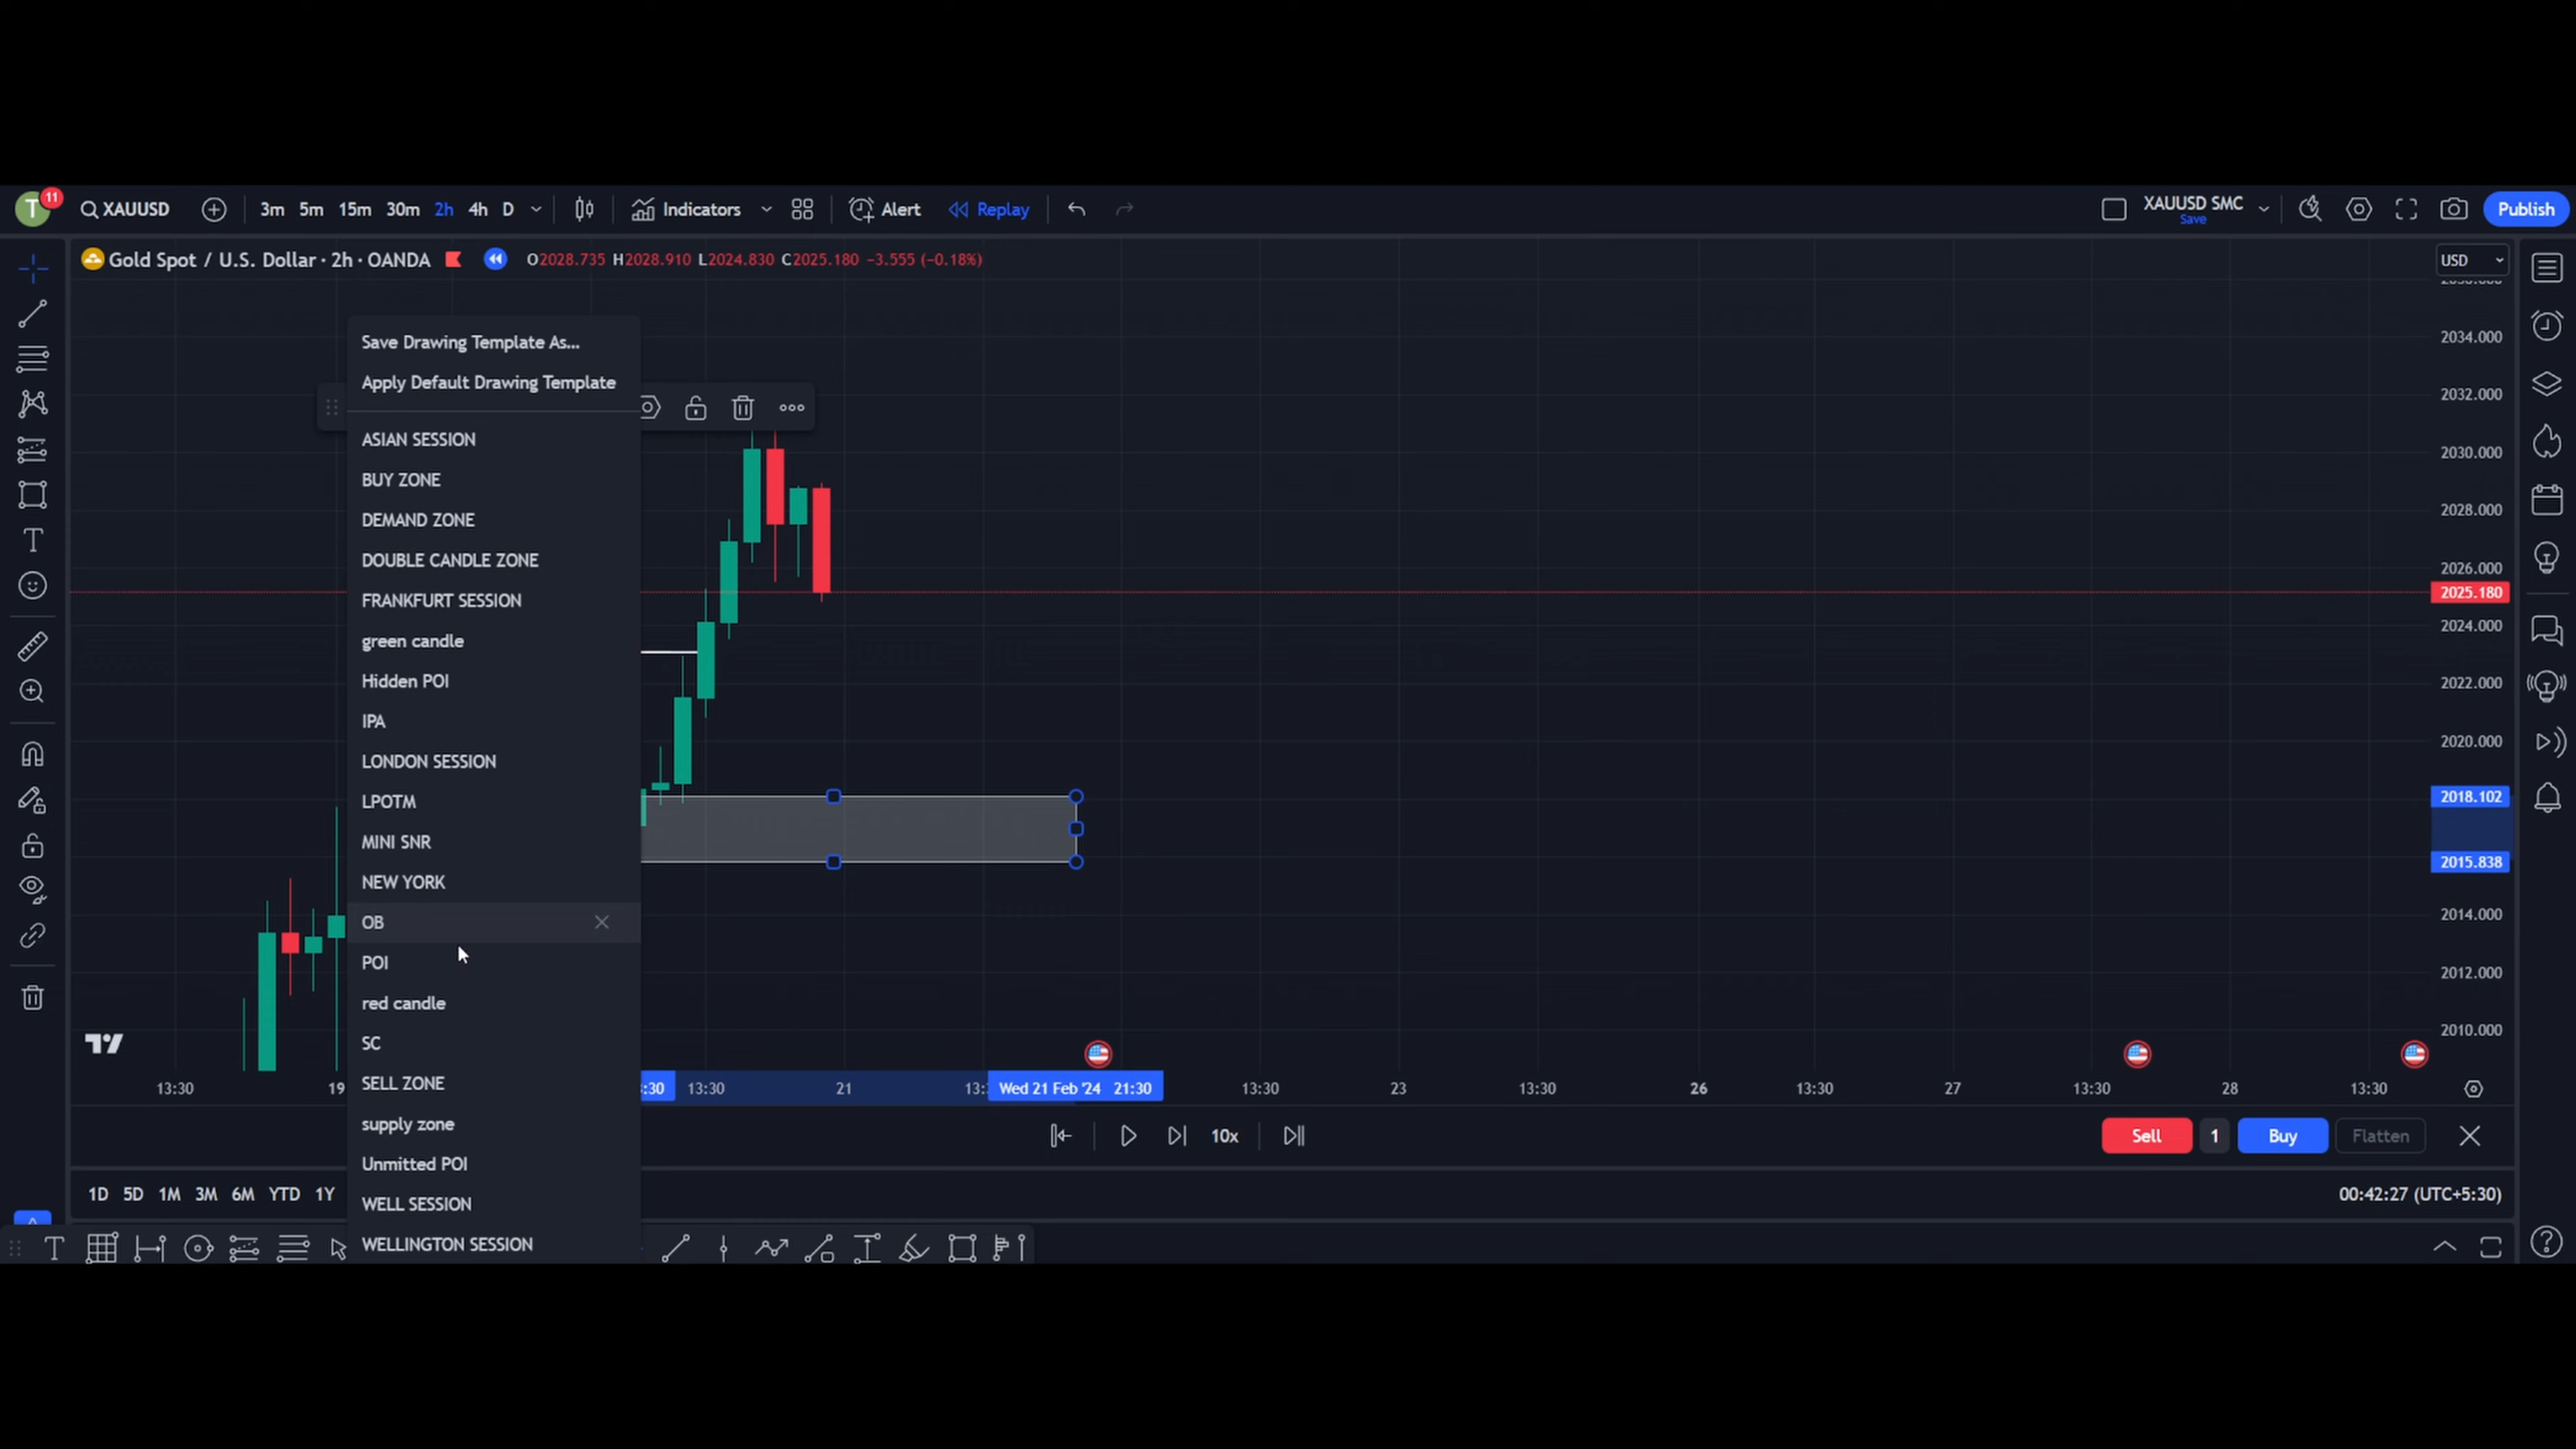 T 11 XAUUSD 3m 5m 15m 30m 2h 4h D Indicators Alert Replay XAUUSD SMC Save Publish
Gold Spot / U.S. Dollar · 2h · OANDA O2028.735 H2028.910 L2024.830 C2025.180 −3.555 (−0.18%) USD
Save Drawing Template As...
Apply Default Drawing Template
ASIAN SESSION
BUY ZONE
DEMAND ZONE
DOUBLE CANDLE ZONE
FRANKFURT SESSION
green candle
Hidden POI
IPA
LONDON SESSION
LPOTM
MINI SNR
NEW YORK
OB
POI
red candle
SC
SELL ZONE
supply zone
Unmitted POI
WELL SESSION
WELLINGTON SESSION
2034.000
2032.000
2030.000
2028.000
2026.000
2025.180
2024.000
2022.000
2020.000
2018.102
2015.838
2014.000
2012.000
2010.000
13:30 19 :30 13:30 21 13: Wed 21 Feb '24 21:30 13:30 23 13:30 26 13:30 27 13:30 28 13:30
10x Sell 1 Buy Flatten
1D 5D 1M 3M 6M YTD 1Y 00:42:27 (UTC+5:30)